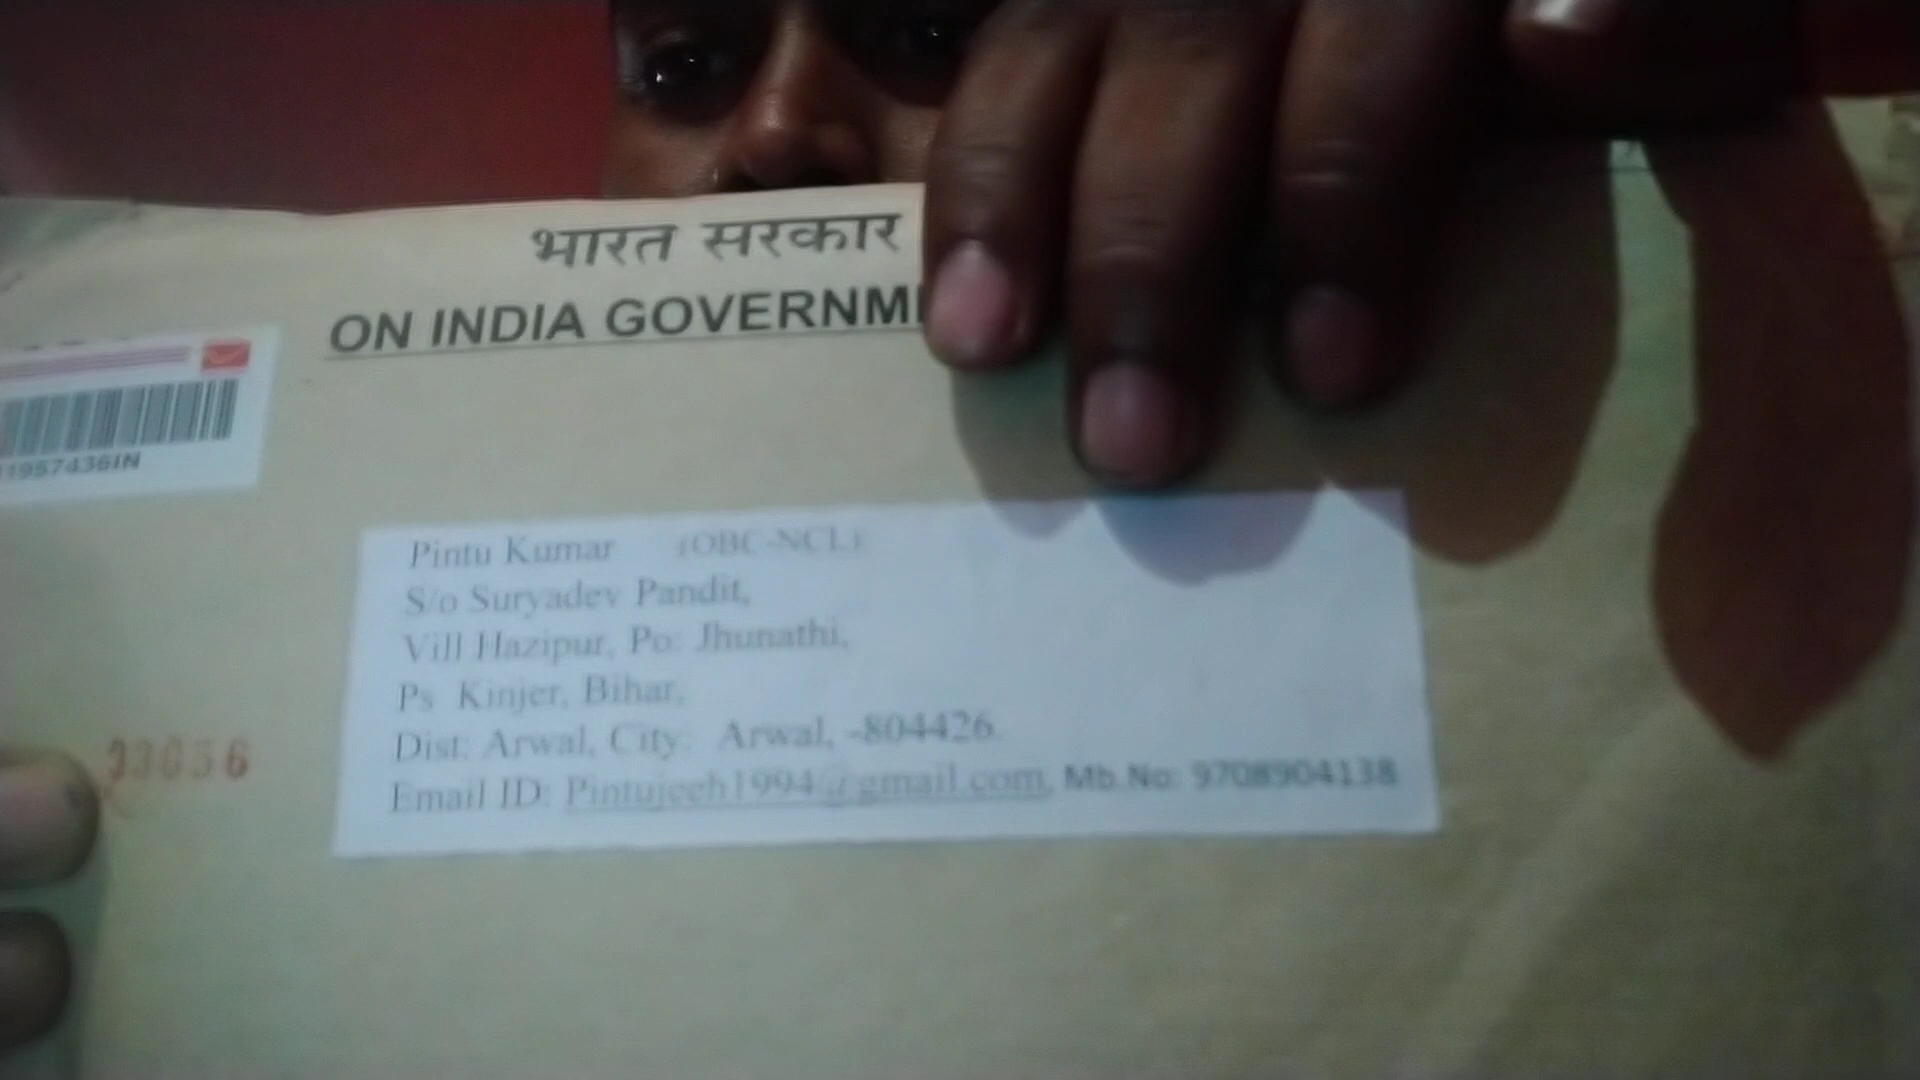 भारत सरकार
ON INDIA GOVERNM
11957436IN
Pintu Kumar (OBC-NCL)
S/o Suryadev Pandit,
Vill Hazipur, Po: Jhunathi,
Ps Kinjer, Bihar,
Dist: Arwal, City: Arwal, -804426.
33656
Email ID: Pintujeeh1994@gmail.com, Mb.No: 9708904138